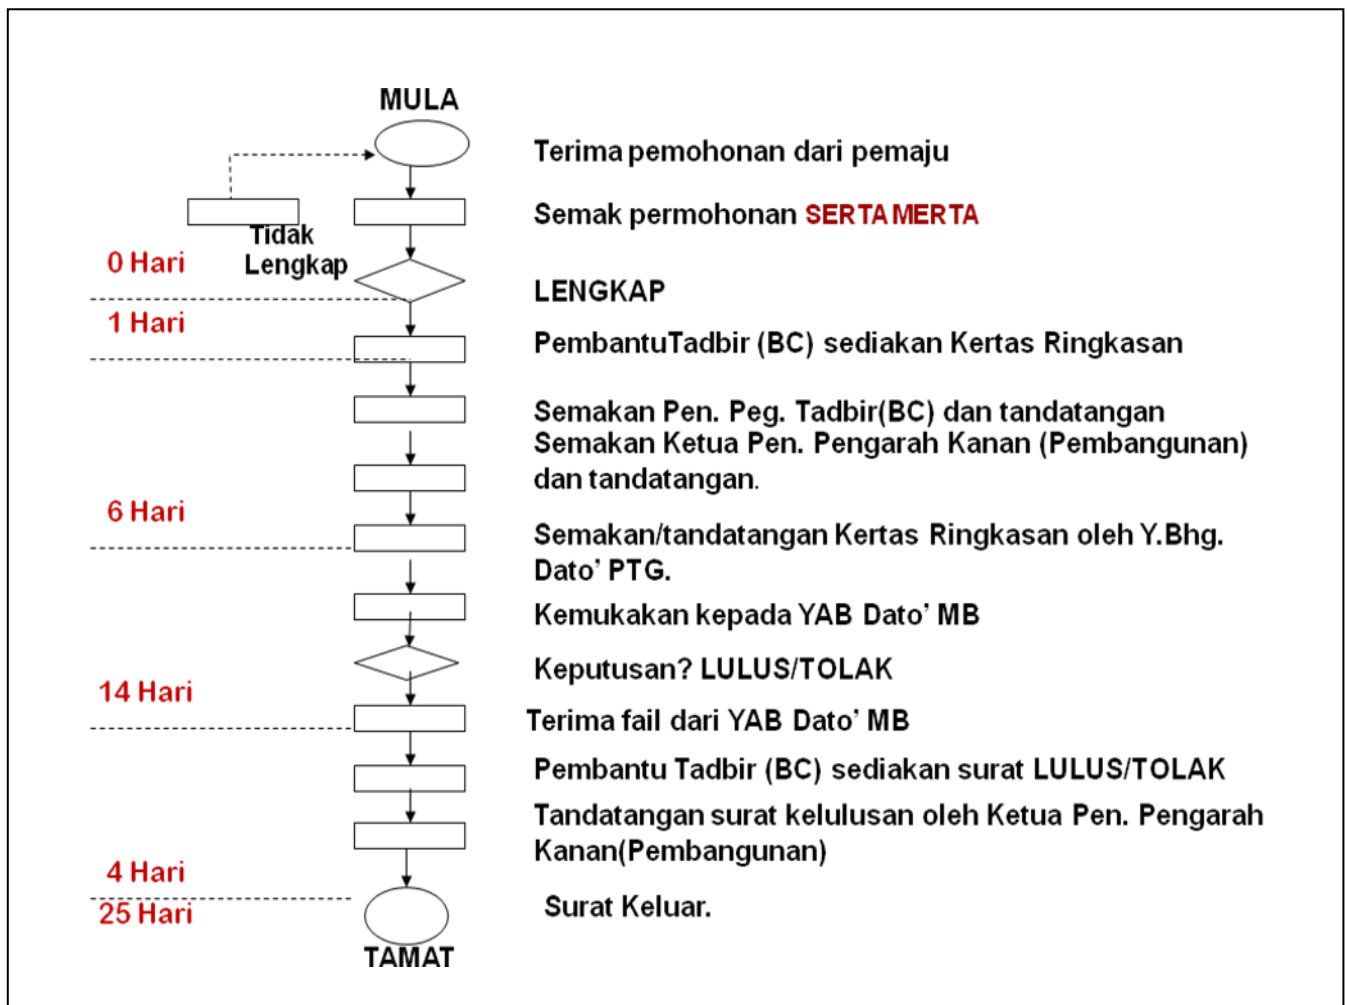 MULA
Terima pemohonan dari pemaju
Semak permohonan SERTA MERTA
Tidak
Lengkap
0 Hari
LENGKAP
1 Hari
PembantuTadbir (BC) sediakan Kertas Ringkasan
Semakan Pen. Peg. Tadbir(BC) dan tandatangan
Semakan Ketua Pen. Pengarah Kanan (Pembangunan)
dan tandatangan.
6 Hari
Semakan/tandatangan Kertas Ringkasan oleh Y.Bhg.
Dato’ PTG.
Kemukakan kepada YAB Dato’ MB
Keputusan? LULUS/TOLAK
14 Hari
Terima fail dari YAB Dato’ MB
Pembantu Tadbir (BC) sediakan surat LULUS/TOLAK
Tandatangan surat kelulusan oleh Ketua Pen. Pengarah
Kanan(Pembangunan)
4 Hari
25 Hari
Surat Keluar.
TAMAT